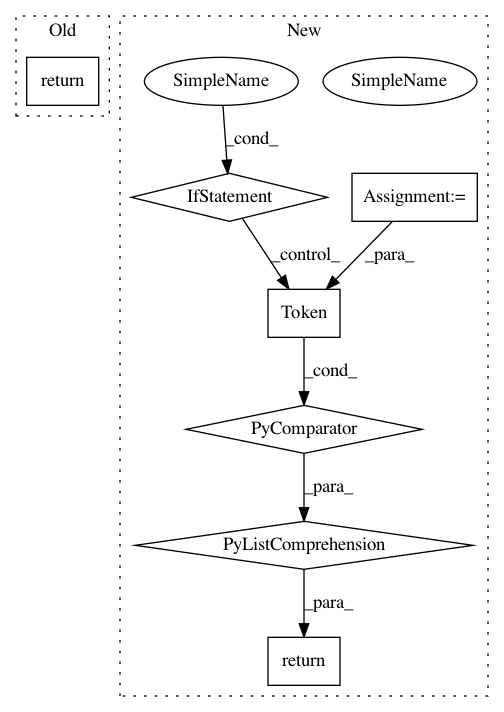 Old
New
return
SimpleName
SimpleName
_cond_
IfStatement
Assignment:=
_control_
_para_
Token
_cond_
PyComparator
_para_
PyListComprehension
_para_
return